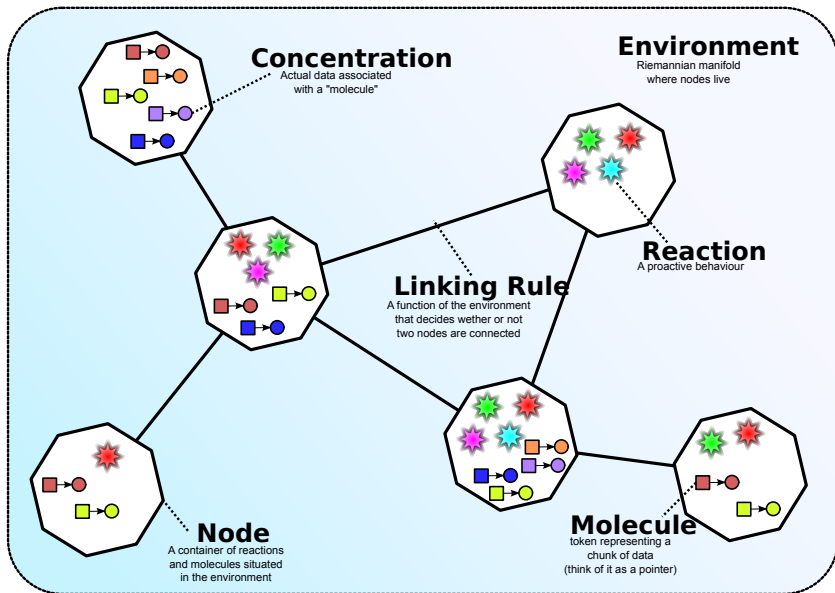 Concentration
Actual data associated
with a "molecule"
Environment
Riemannian manifold
where nodes live
Reaction
A proactive behaviour
Linking Rule
A function of the environment
that decides wether or not
two nodes are connected
Node
A container of reactions
and molecules situated
in the environment
Molecule
token representing a
chunk of data
(think of it as a pointer)